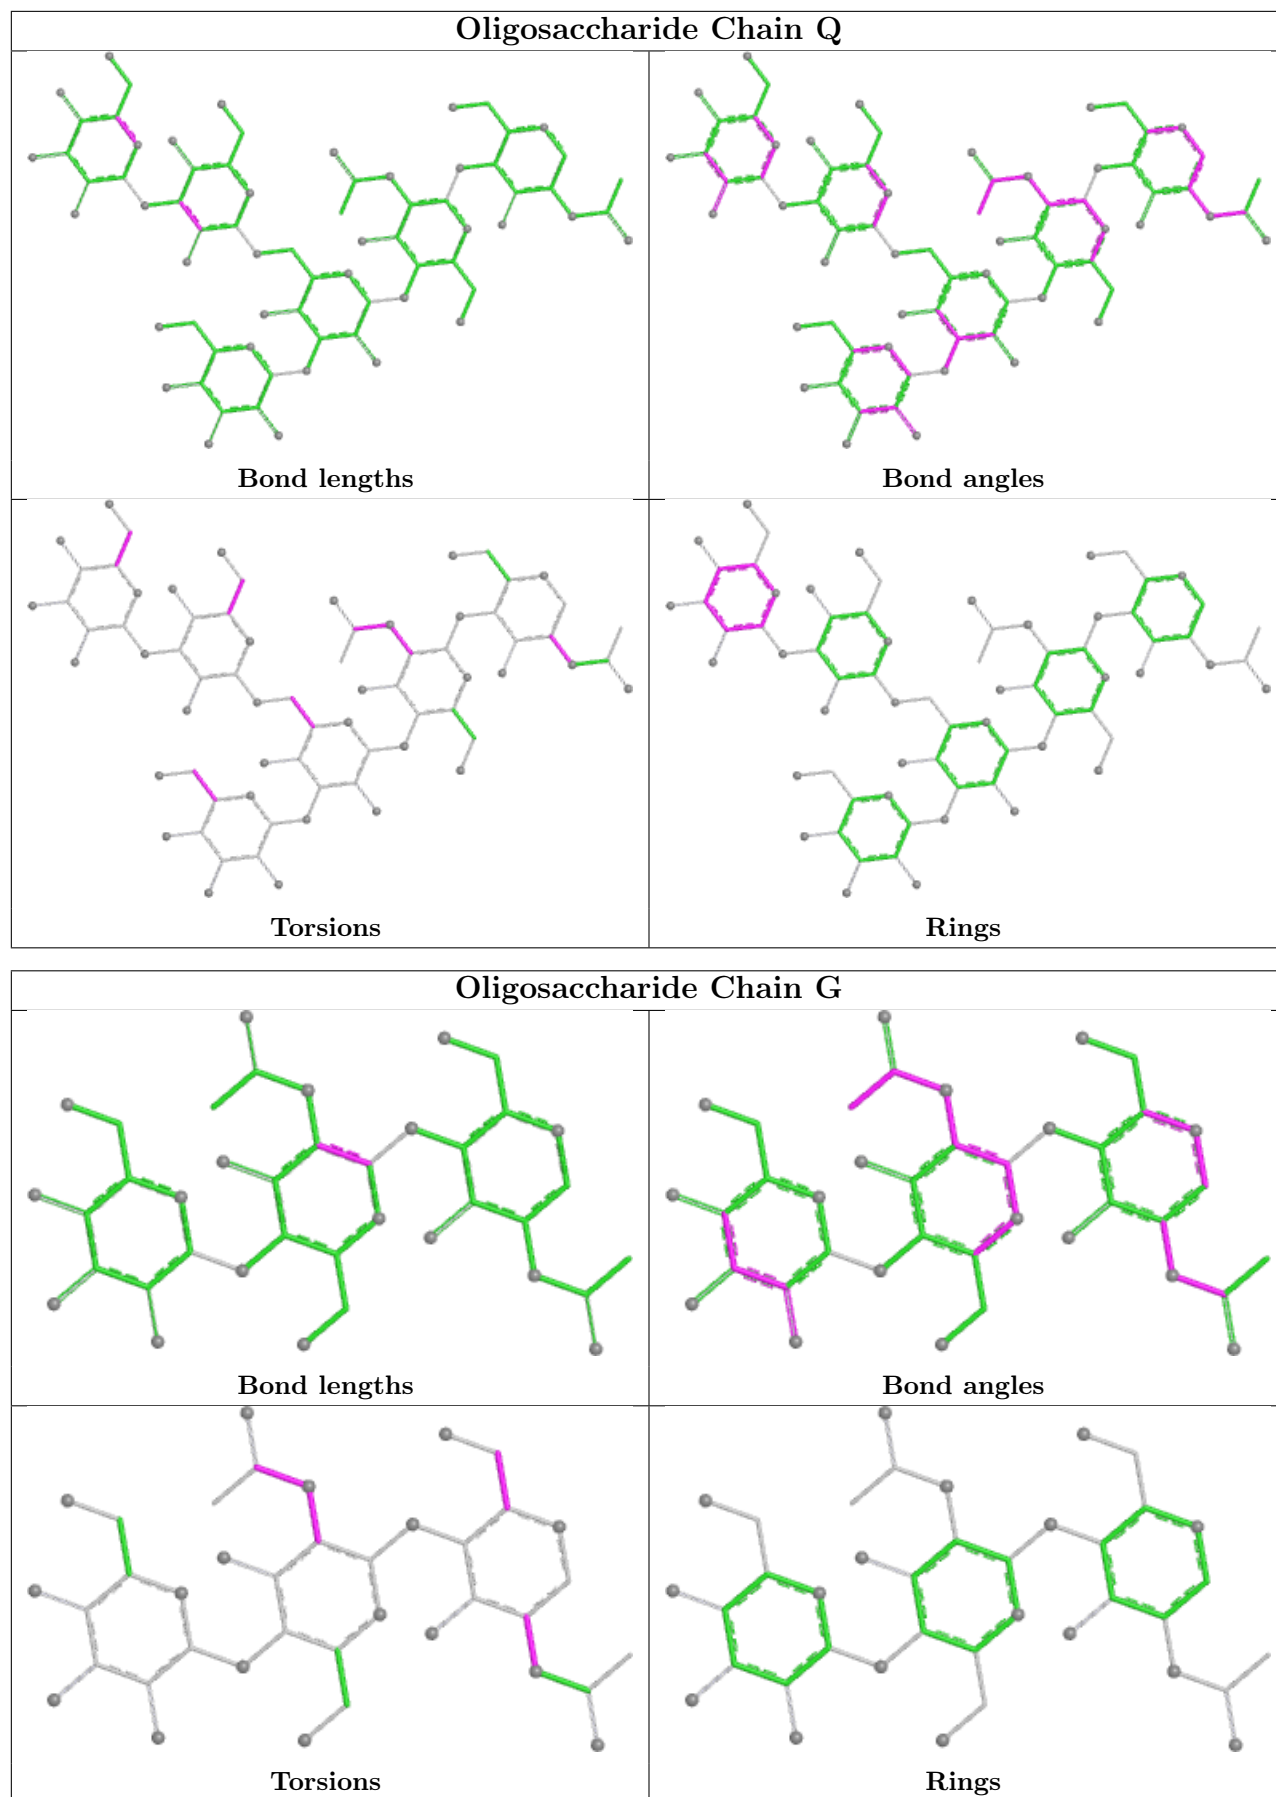 Oligosaccharide Chain Q
Bond lengths
Bond angles
Torsions
Rings
Oligosaccharide Chain G
Bond lengths
Bond angles
Torsions
Rings